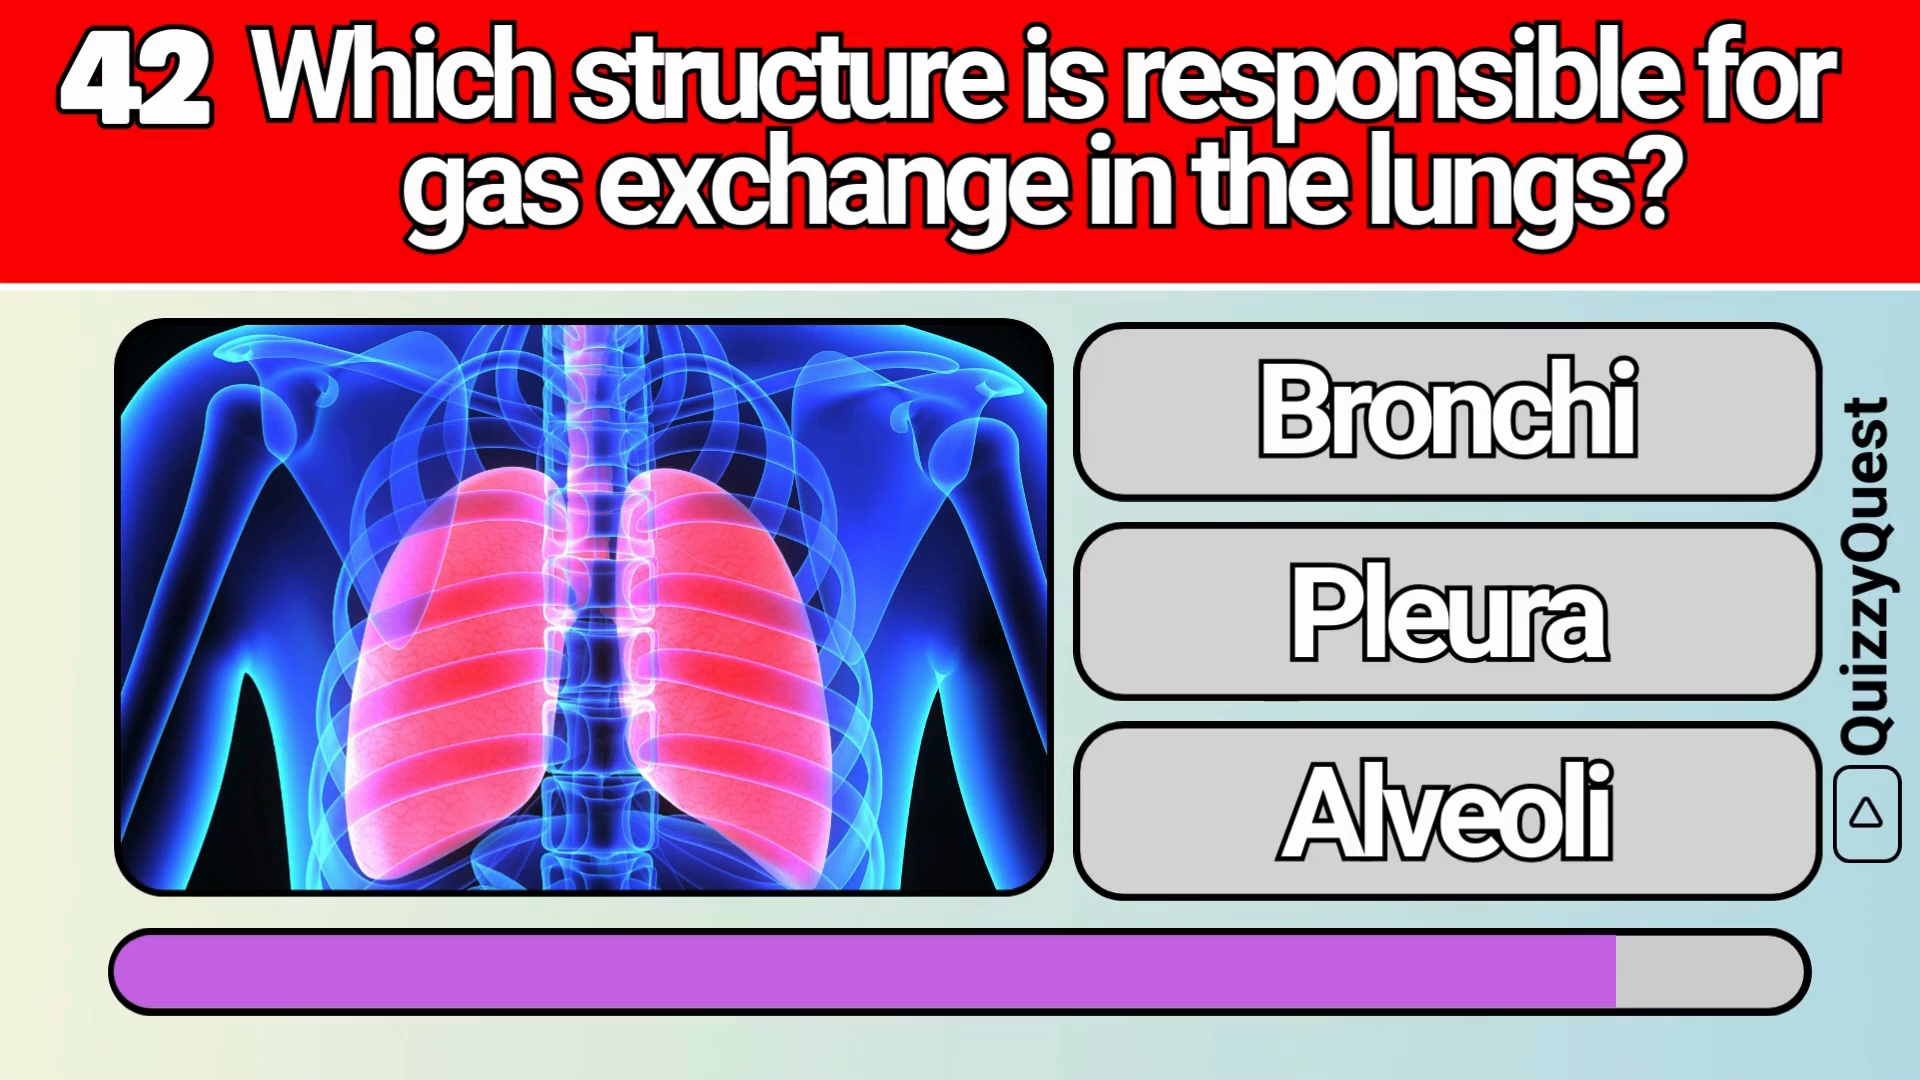 42 Which structure is responsible for
gas exchange in the lungs?
Bronchi
Pleura
Alveoli
QuizzyQuest